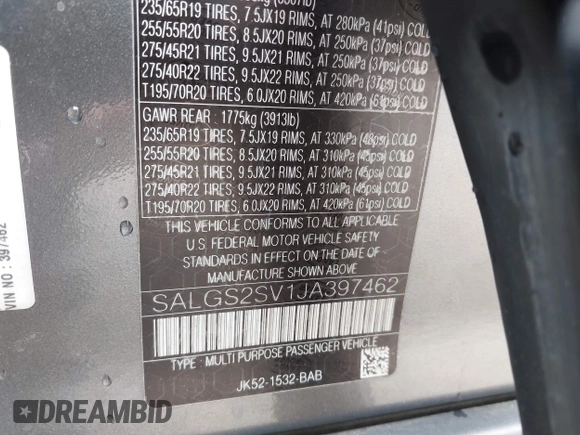 235/65R19 TIRES, 7.5JX19 RIMS, AT 280kPa (41psi) COLD
255/55R20 TIRES, 8.5JX20 RIMS, AT 250kPa (37psi) COLD
275/45R21 TIRES, 9.5JX21 RIMS, AT 250kPa (37psi) COLD
275/40R22 TIRES, 9.5JX22 RIMS, AT 250kPa (37psi) COLD
T195/70R20 TIRES, 6.0JX20 RIMS, AT 420kPa (61psi) COLD
GAWR REAR : 1775kg (3913lb)
235/65R19 TIRES, 7.5JX19 RIMS, AT 330kPa (48psi) COLD
255/55R20 TIRES, 8.5JX20 RIMS, AT 310kPa (45psi) COLD
275/45R21 TIRES, 9.5JX21 RIMS, AT 310kPa (45psi) COLD
275/40R22 TIRES, 9.5JX22 RIMS, AT 310kPa (45psi) COLD
T195/70R20 TIRES, 6.0JX20 RIMS, AT 420kPa (61psi) COLD
THIS VEHICLE CONFORMS TO ALL APPLICABLE
U.S. FEDERAL MOTOR VEHICLE SAFETY
STANDARDS IN EFFECT ON THE DATE OF
MANUFACTURE SHOWN ABOVE
SALGS2SV1JA397462
TYPE : MULTI PURPOSE PASSENGER VEHICLE
JK52-1532-BAB
VIN NO : 397462
DREAMBID